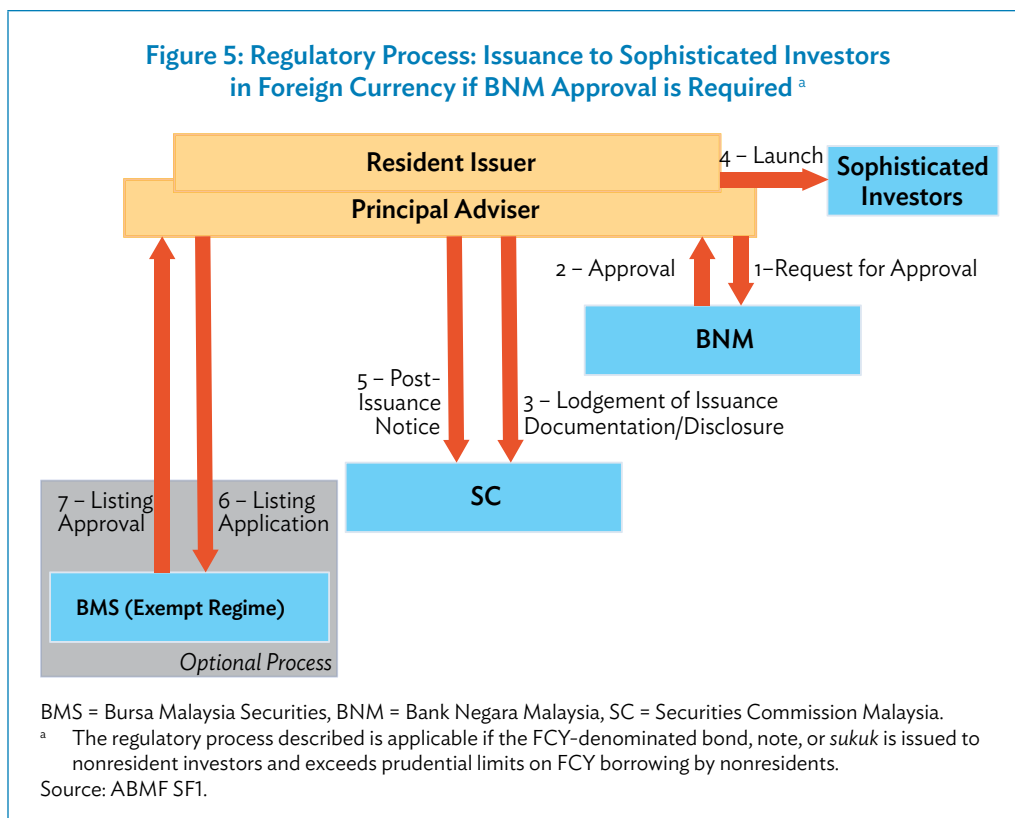 Figure 5: Regulatory Process: Issuance to Sophisticated Investors
in Foreign Currency if BNM Approval is Required a
Resident Issuer
4 – Launch
Sophisticated
Investors
Principal Adviser
2 – Approval
1–Request for Approval
BNM
5 – Post-
Issuance
Notice
3 – Lodgement of Issuance
Documentation/Disclosure
SC
7 – Listing
Approval
6 – Listing
Application
BMS (Exempt Regime)
Optional Process
BMS = Bursa Malaysia Securities, BNM = Bank Negara Malaysia, SC = Securities Commission Malaysia.
a The regulatory process described is applicable if the FCY-denominated bond, note, or sukuk is issued to
nonresident investors and exceeds prudential limits on FCY borrowing by nonresidents.
Source: ABMF SF1.